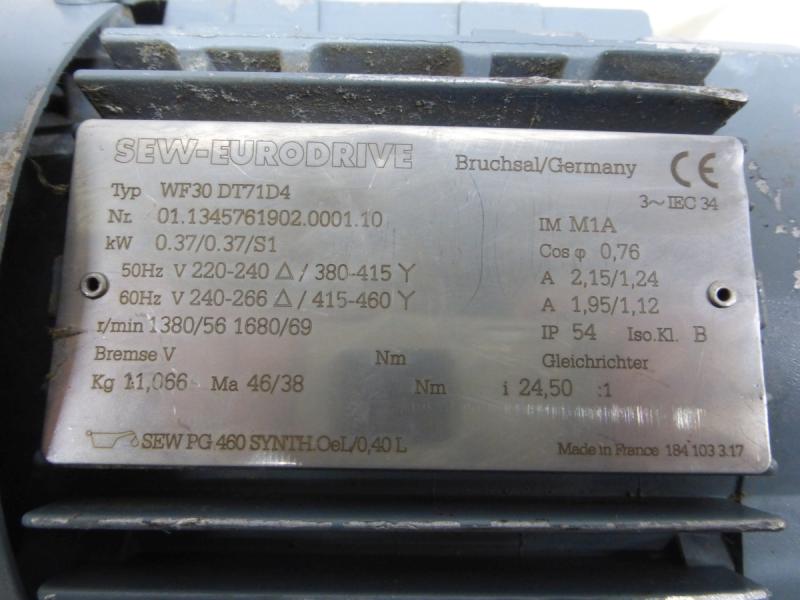 SEW-EURODRIVE Bruchsal/Germany CE
Typ WF30 DT71D4 3~IEC 34
Nr. 01.1345761902.0001.10 IM M1A
kW 0.37/0.37/S1 Cos φ 0,76
50Hz V 220-240 △ / 380-415 Y A 2,15/1,24
60Hz V 240-266 △ / 415-460 Y A 1,95/1,12
r/min 1380/56 1680/69 IP 54 Iso.Kl. B
Bremse V Nm Gleichrichter
Kg 11,066 Ma 46/38 Nm i 24,50 :1
SEW PG 460 SYNTH.OeL/0,40 L Made in France 184 103 3.17